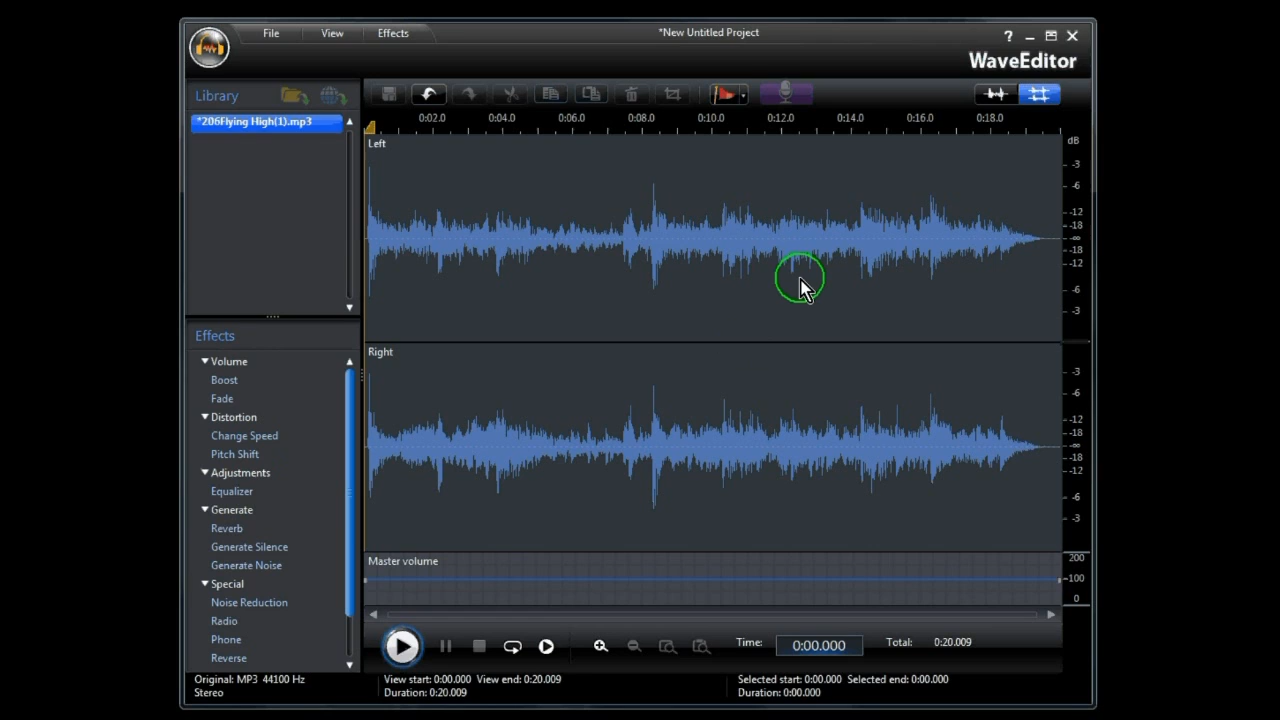 File View Effects
*New Untitled Project
?
WaveEditor
Library
*206Flying High(1).mp3
0:02.0 0:04.0 0:06.0 0:08.0 0:10.0 0:12.0 0:14.0 0:16.0 0:18.0
Left
dB
-3
-6
-12
-18
-∞
-18
-12
-6
-3
Right
-3
-6
-12
-18
-∞
-18
-12
-6
-3
Effects
Volume
Boost
Fade
Distortion
Change Speed
Pitch Shift
Adjustments
Equalizer
Generate
Reverb
Generate Silence
Generate Noise
Special
Noise Reduction
Radio
Phone
Reverse
Master volume
200
100
0
Time: 0:00.000 Total: 0:20.009
Original: MP3 44100 Hz
Stereo
View start: 0:00.000 View end: 0:20.009
Duration: 0:20.009
Selected start: 0:00.000 Selected end: 0:00.000
Duration: 0:00.000